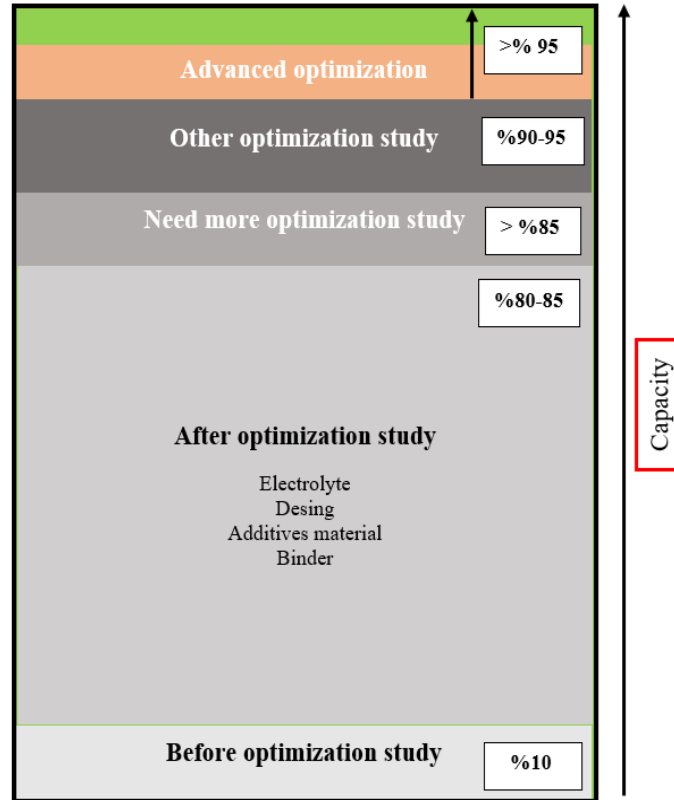 >% 95
Advanced optimization
Other optimization study
%90-95
Need more optimization study
> %85
%80-85
After optimization study
Electrolyte
Desing
Additives material
Binder
Before optimization study
%10
Capacity